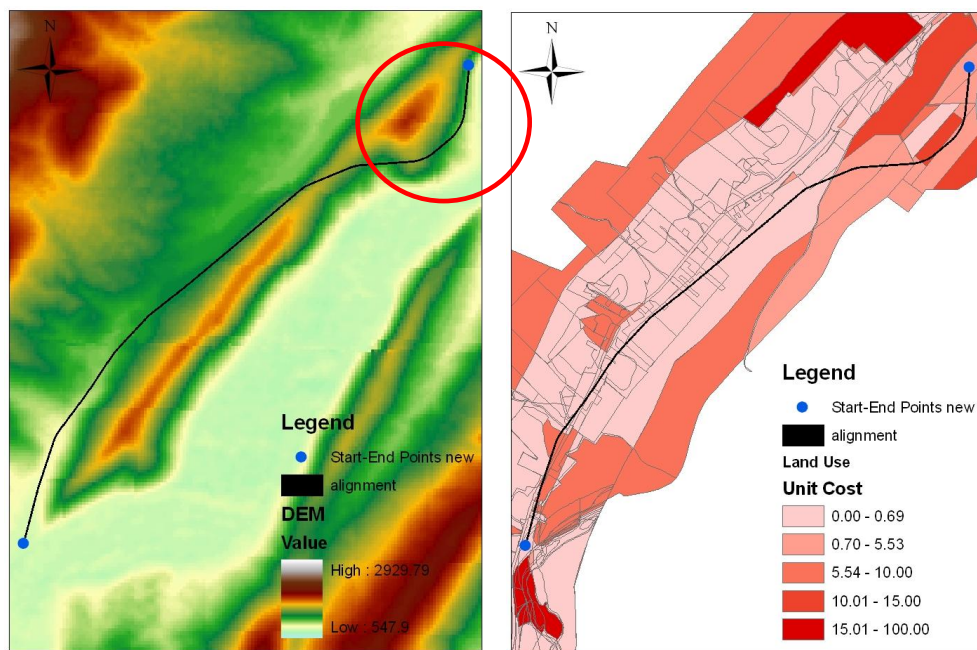 N
Legend
Start-End Points new
alignment
DEM
Value
High : 2929.79
Low : 547.9
N
Legend
Start-End Points new
alignment
Land Use
Unit Cost
0.00 - 0.69
0.70 - 5.53
5.54 - 10.00
10.01 - 15.00
15.01 - 100.00